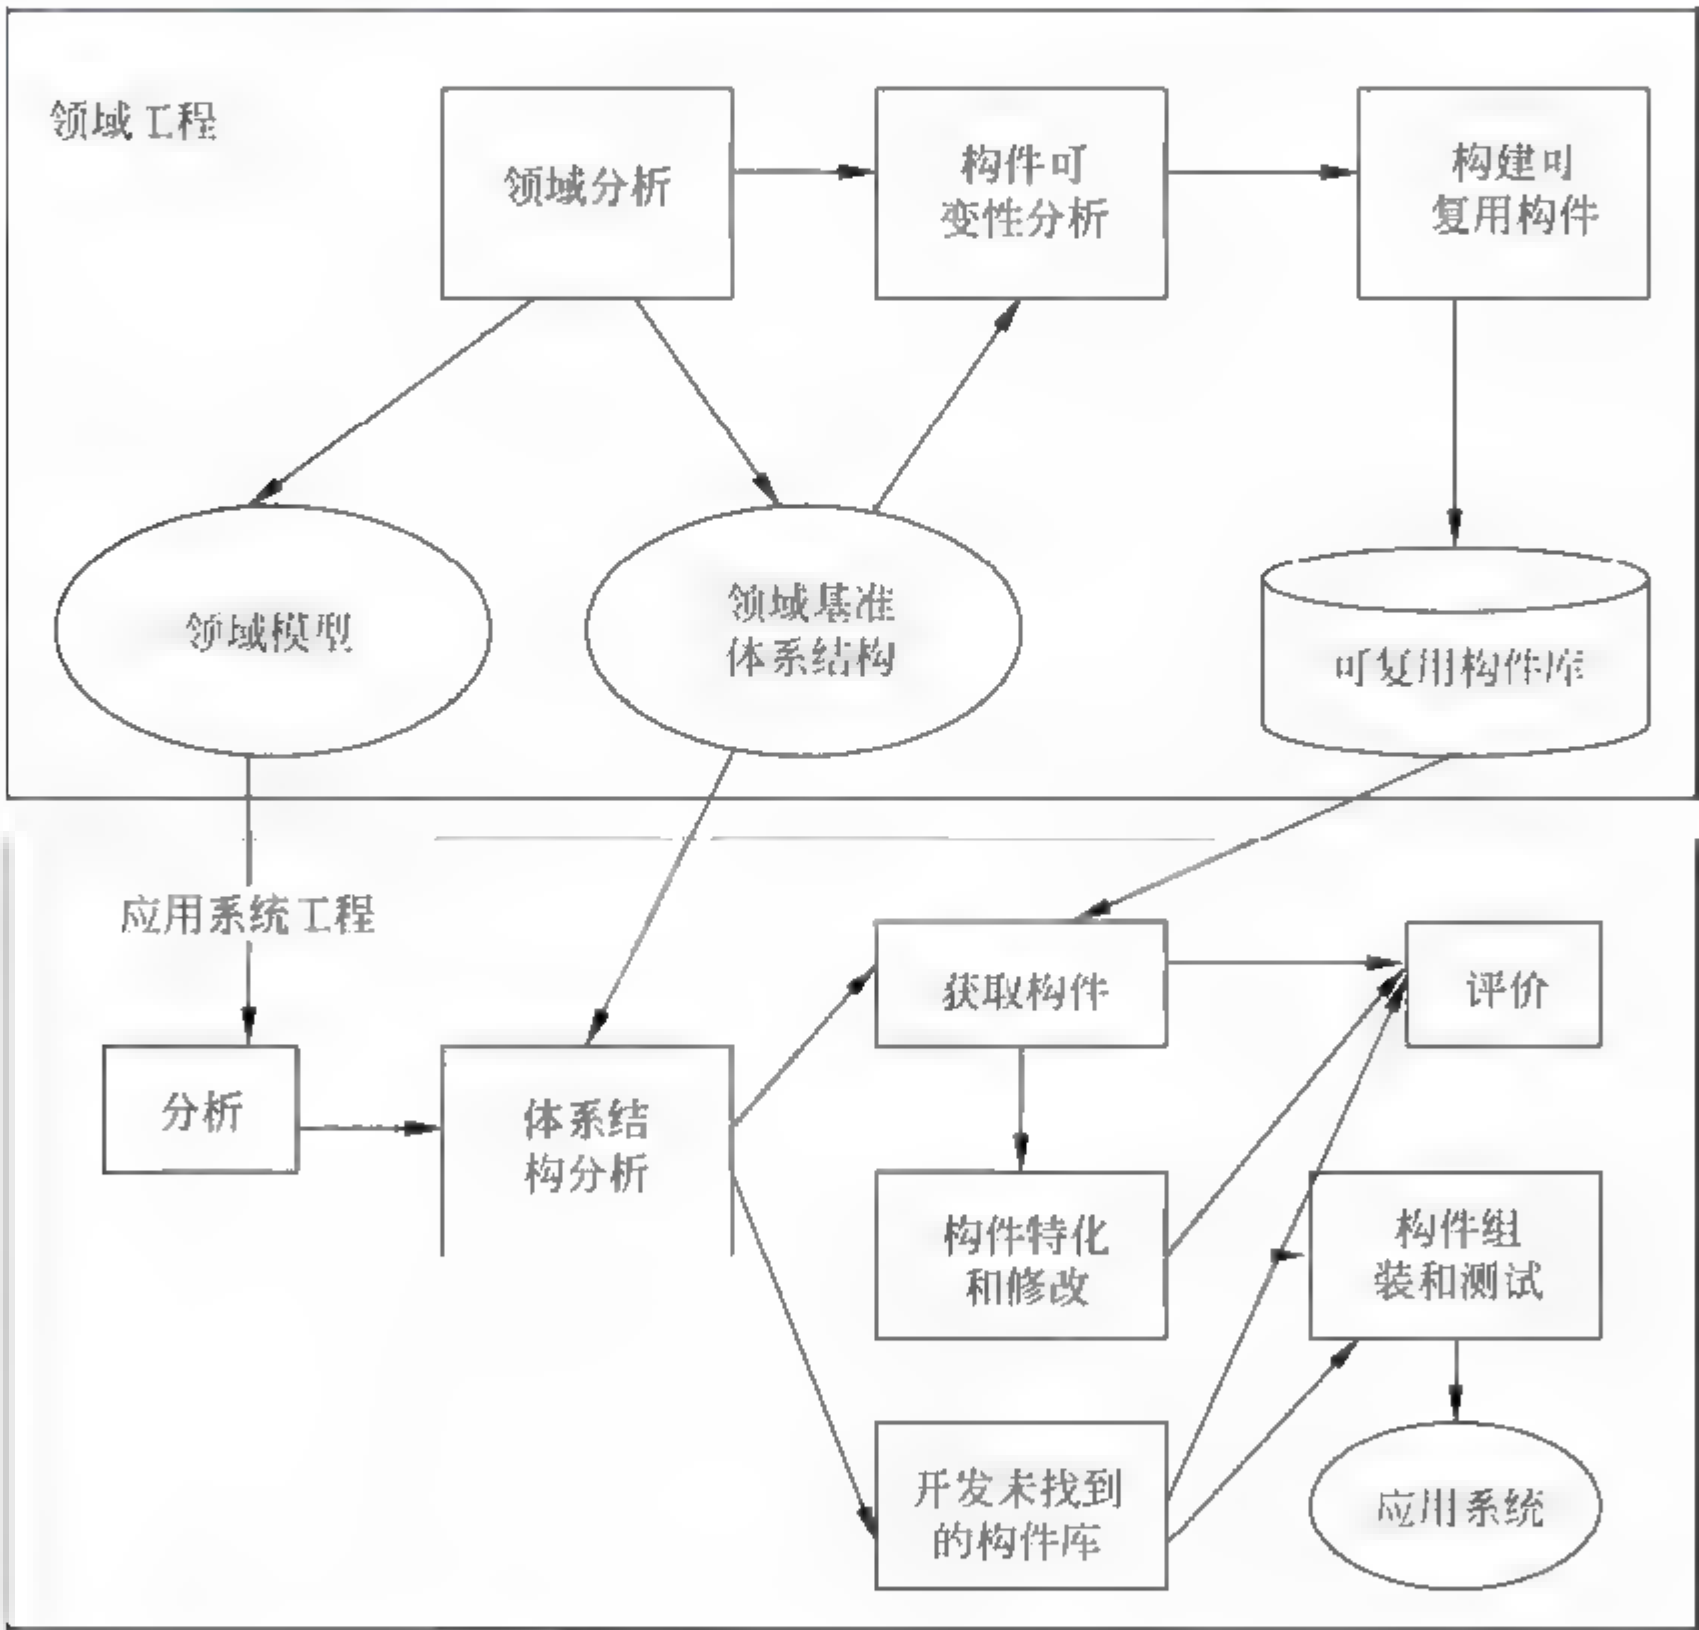 领域工程
领域分析
构件可
变性分析
构建可
复用构件
领域模型
领域基准
体系结构
可复用构件库
应用系统工程
获取构件
评价
分析
体系结
构分析
构件特化
和修改
构件组
装和测试
开发未找到
的构件库
应用系统